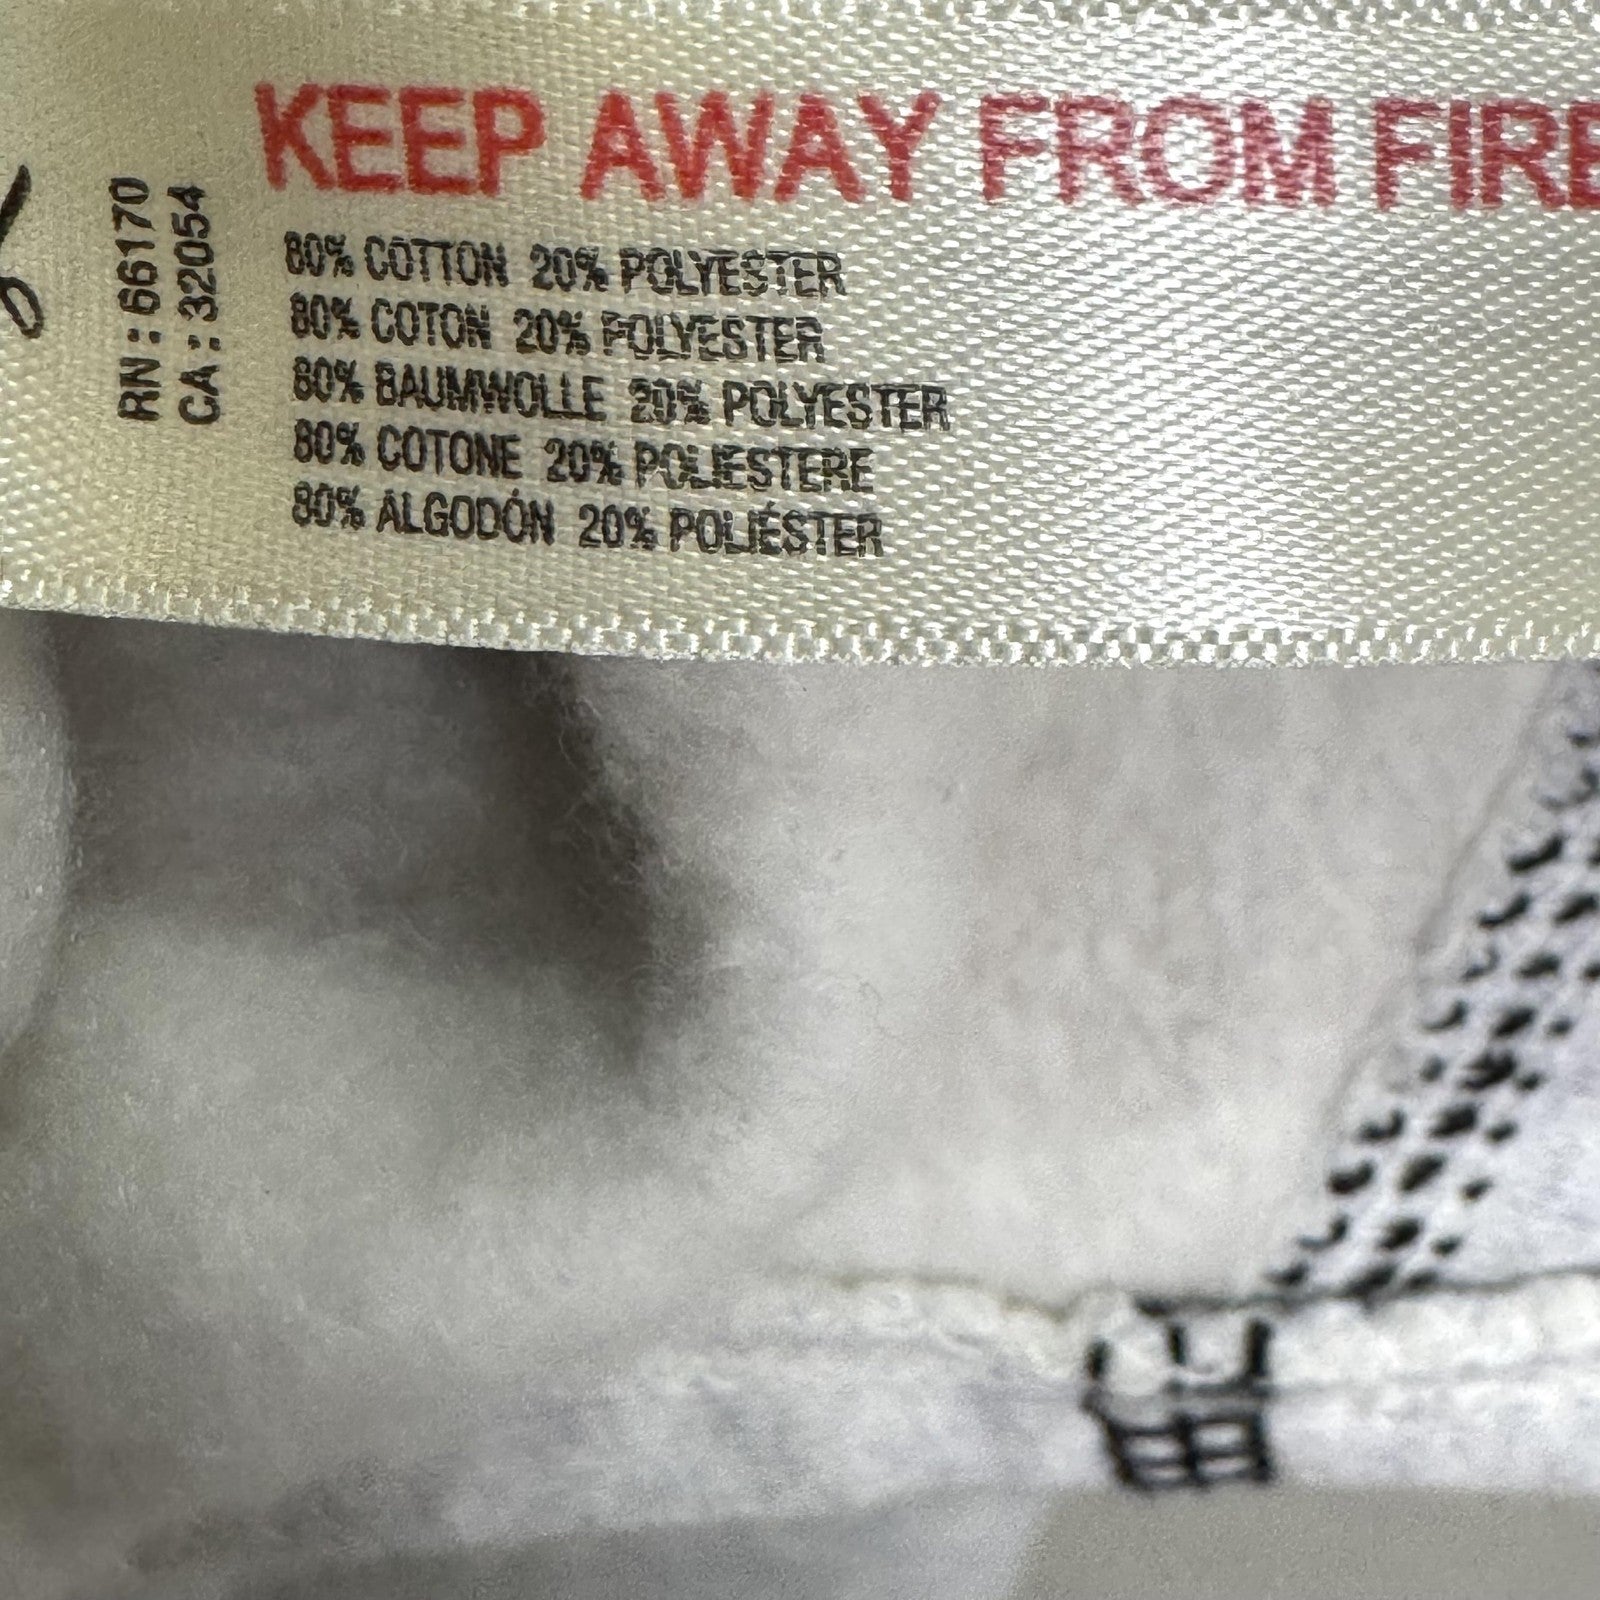 KEEP AWAY FROM FIRE
RN : 66170
CA : 32054
80% COTTON 20% POLYESTER
80% COTON 20% POLYESTER
80% BAUMWOLLE 20% POLYESTER
80% COTONE 20% POLIESTERE
80% ALGODÓN 20% POLIÉSTER